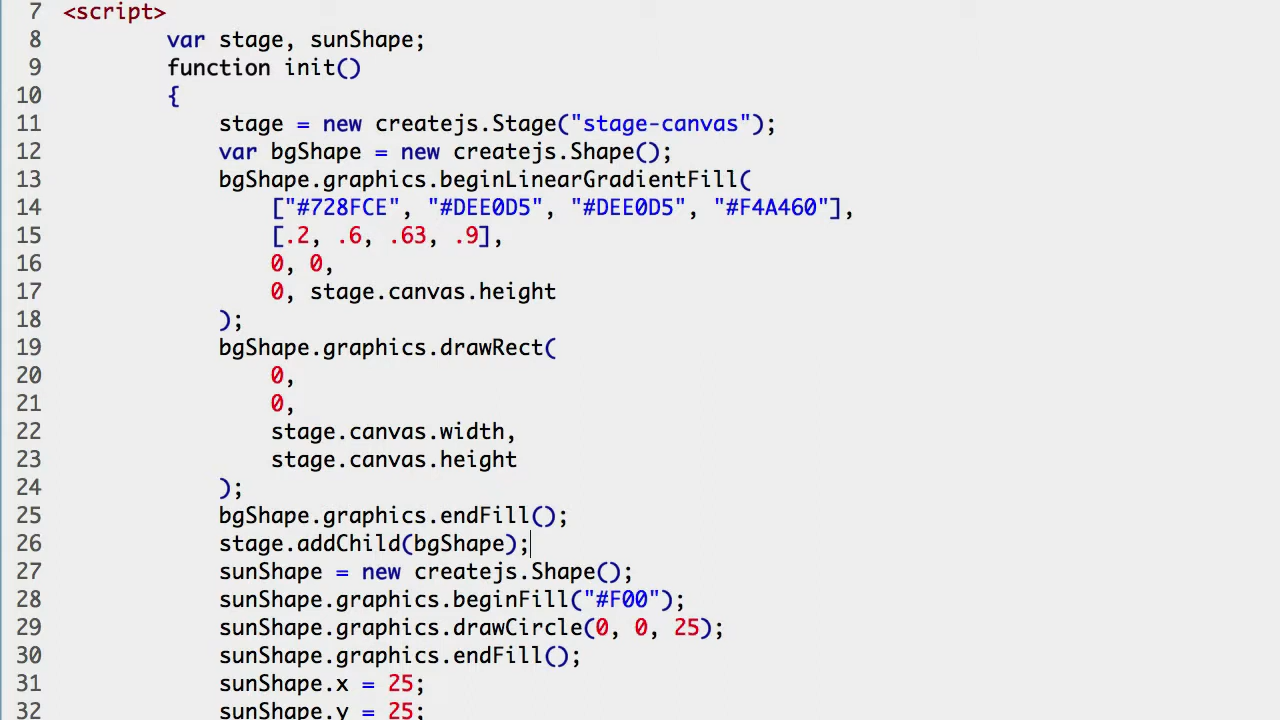 7 <script>
8 var stage, sunShape;
9 function init()
10 {
11 stage = new createjs.Stage("stage-canvas");
12 var bgShape = new createjs.Shape();
13 bgShape.graphics.beginLinearGradientFill(
14 ["#728FCE", "#DEE0D5", "#DEE0D5", "#F4A460"],
15 [.2, .6, .63, .9],
16 0, 0,
17 0, stage.canvas.height
18 );
19 bgShape.graphics.drawRect(
20 0,
21 0,
22 stage.canvas.width,
23 stage.canvas.height
24 );
25 bgShape.graphics.endFill();
26 stage.addChild(bgShape);
27 sunShape = new createjs.Shape();
28 sunShape.graphics.beginFill("#F00");
29 sunShape.graphics.drawCircle(0, 0, 25);
30 sunShape.graphics.endFill();
31 sunShape.x = 25;
32 sunShape.y = 25;